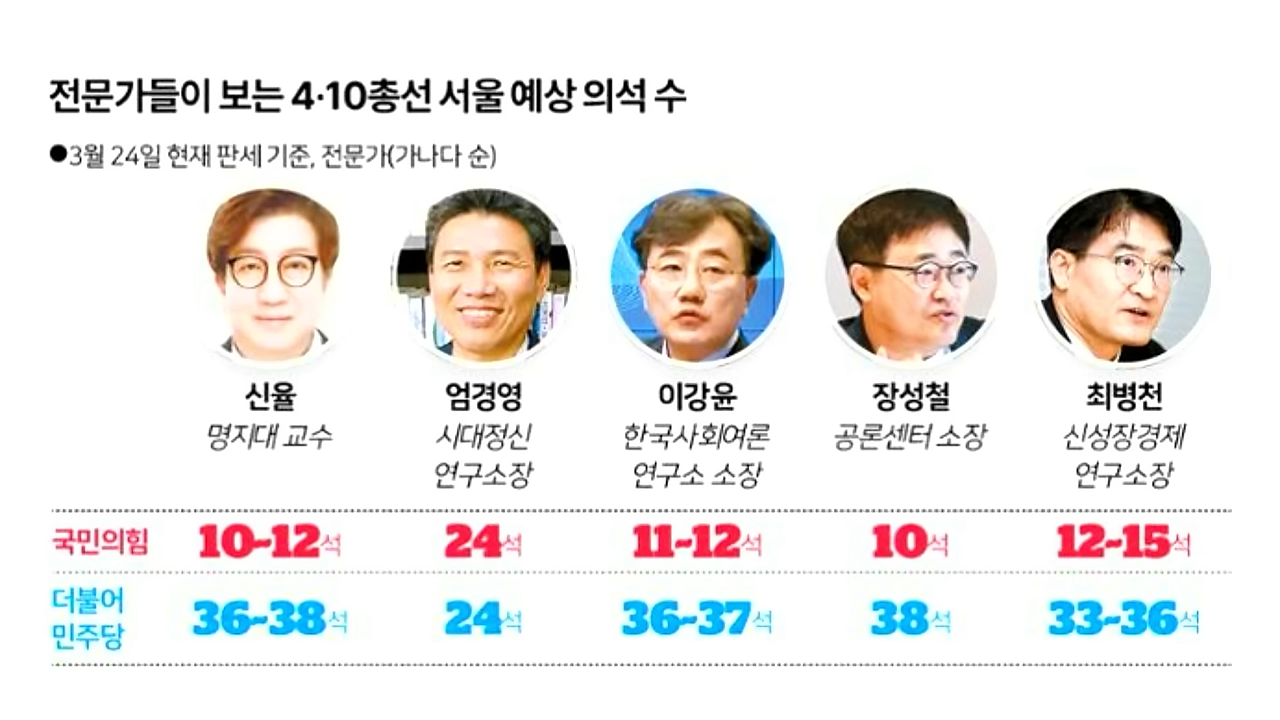 전문가들이 보는 4·10총선 서울 예상 의석 수
●3월 24일 현재 판세 기준, 전문가(가나다 순)
신율 엄경영 이강윤 장성철 최병천
명지대 교수 시대정신 한국사회여론 공론센터 소장 신성장경제
연구소장 연구소 소장 연구소장
국민의힘 10~12석 24석 11~12석 10석 12~15석
더불어
민주당 36~38석 24석 36~37석 38석 33~36석